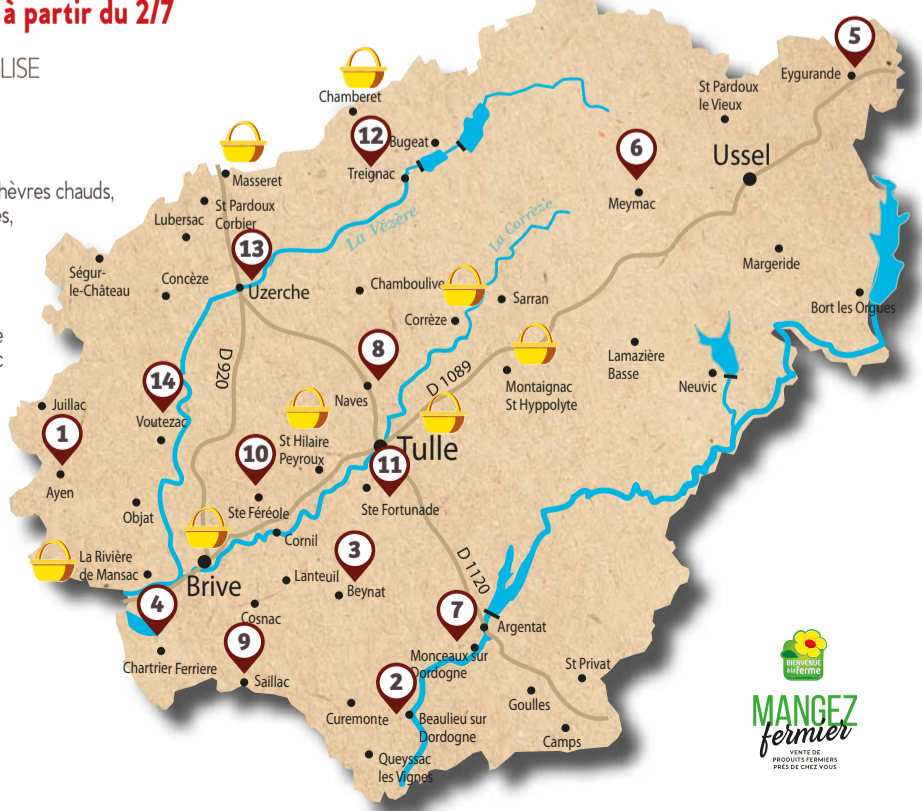 à partir du 2/7
LISE
hèvres chauds,
es,
e
c
5
Eygurande
St Pardoux
le Vieux
Chamberet
12
Bugeat
Treignac
6
Meymac
Ussel
Masseret
St Pardoux
Corbier
Lubersac
La Vézère
La Corrèze
13
Uzerche
Ségur-
le-Château
Concèze
Chamboulive
Sarran
Corrèze
Margeride
Bort les Orgues
D 920
8
Naves
D 1089
Montaignac
St Hyppolyte
Lamazière
Basse
Neuvic
14
Voutezac
Juillac
1
Ayen
10
St Hilaire
Peyroux
Tulle
11
Ste Fortunade
Objat
Ste Féréole
Cornil
La Rivière
de Mansac
Brive
3
Lanteuil
Beynat
D 1120
4
Cosnac
7
Argentat
9
Chartrier Ferriere
Saillac
Monceaux sur
Dordogne
2
St Privat
Goulles
Curemonte
Beaulieu sur
Dordogne
Camps
Queyssac
les Vignes
BIENVENUE
à la ferme
MANGEZ
fermier
VENTE DE
PRODUITS FERMIERS
PRÈS DE CHEZ VOUS